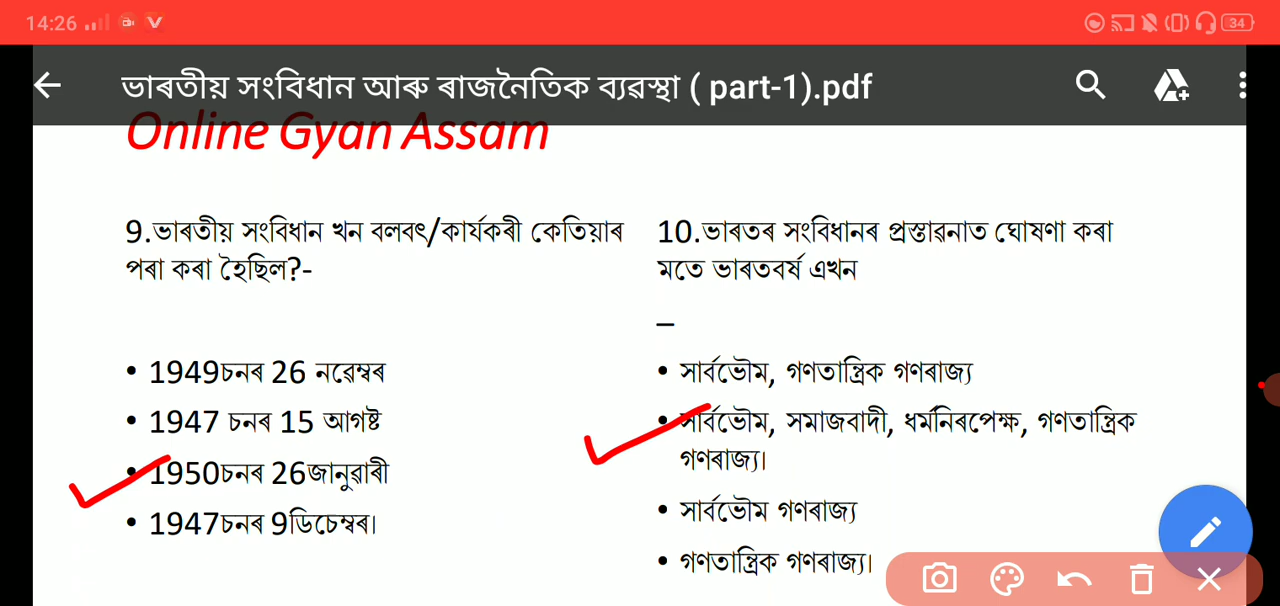 14:26
34
ভাৰতীয় সংবিধান আৰু ৰাজনৈতিক ব্যৱস্থা ( part-1).pdf
Online Gyan Assam
9.ভাৰতীয় সংবিধান খন বলবৎ/কাৰ্যকৰী কেতিয়াৰ
পৰা কৰা হৈছিল?-
• 1949চনৰ 26 নৱেম্বৰ
• 1947 চনৰ 15 আগষ্ট
• 1950চনৰ 26জানুৱাৰী
• 1947চনৰ 9ডিচেম্বৰ।
10.ভাৰতৰ সংবিধানৰ প্ৰস্তাৱনাত ঘোষণা কৰা
মতে ভাৰতবৰ্ষ এখন
–
• সাৰ্বভৌম, গণতান্ত্ৰিক গণৰাজ্য
• সাৰ্বভৌম, সমাজবাদী, ধৰ্মনিৰপেক্ষ, গণতান্ত্ৰিক
গণৰাজ্য।
• সাৰ্বভৌম গণৰাজ্য
• গণতান্ত্ৰিক গণৰাজ্য।